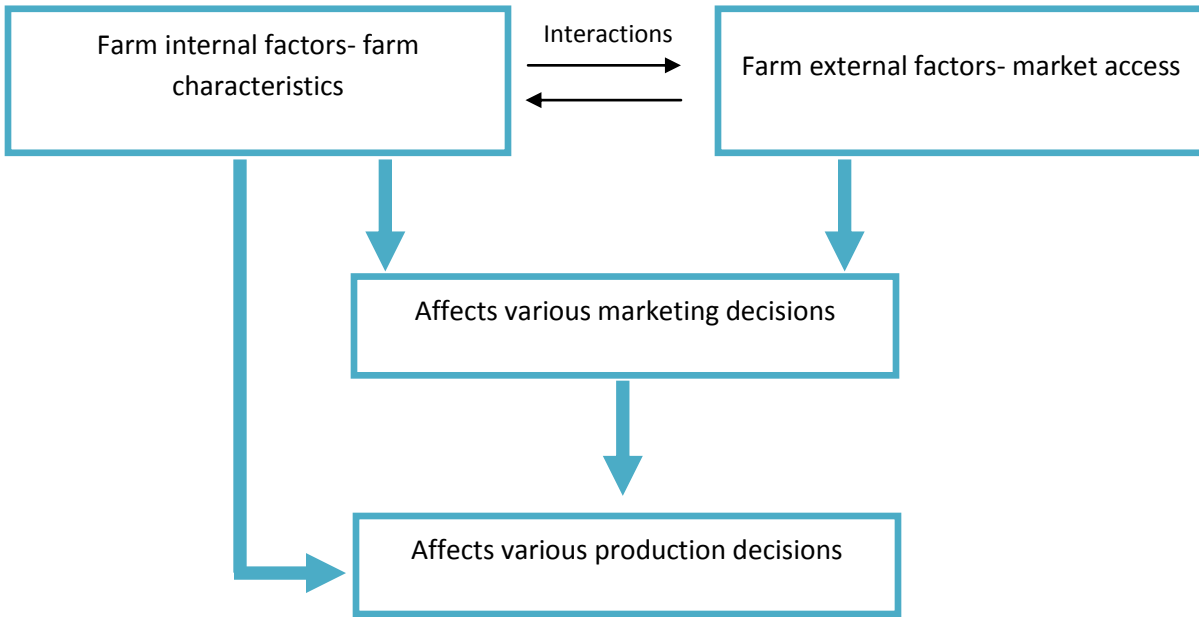 Farm internal factors- farm
characteristics
Interactions
Farm external factors- market access
Affects various marketing decisions
Affects various production decisions